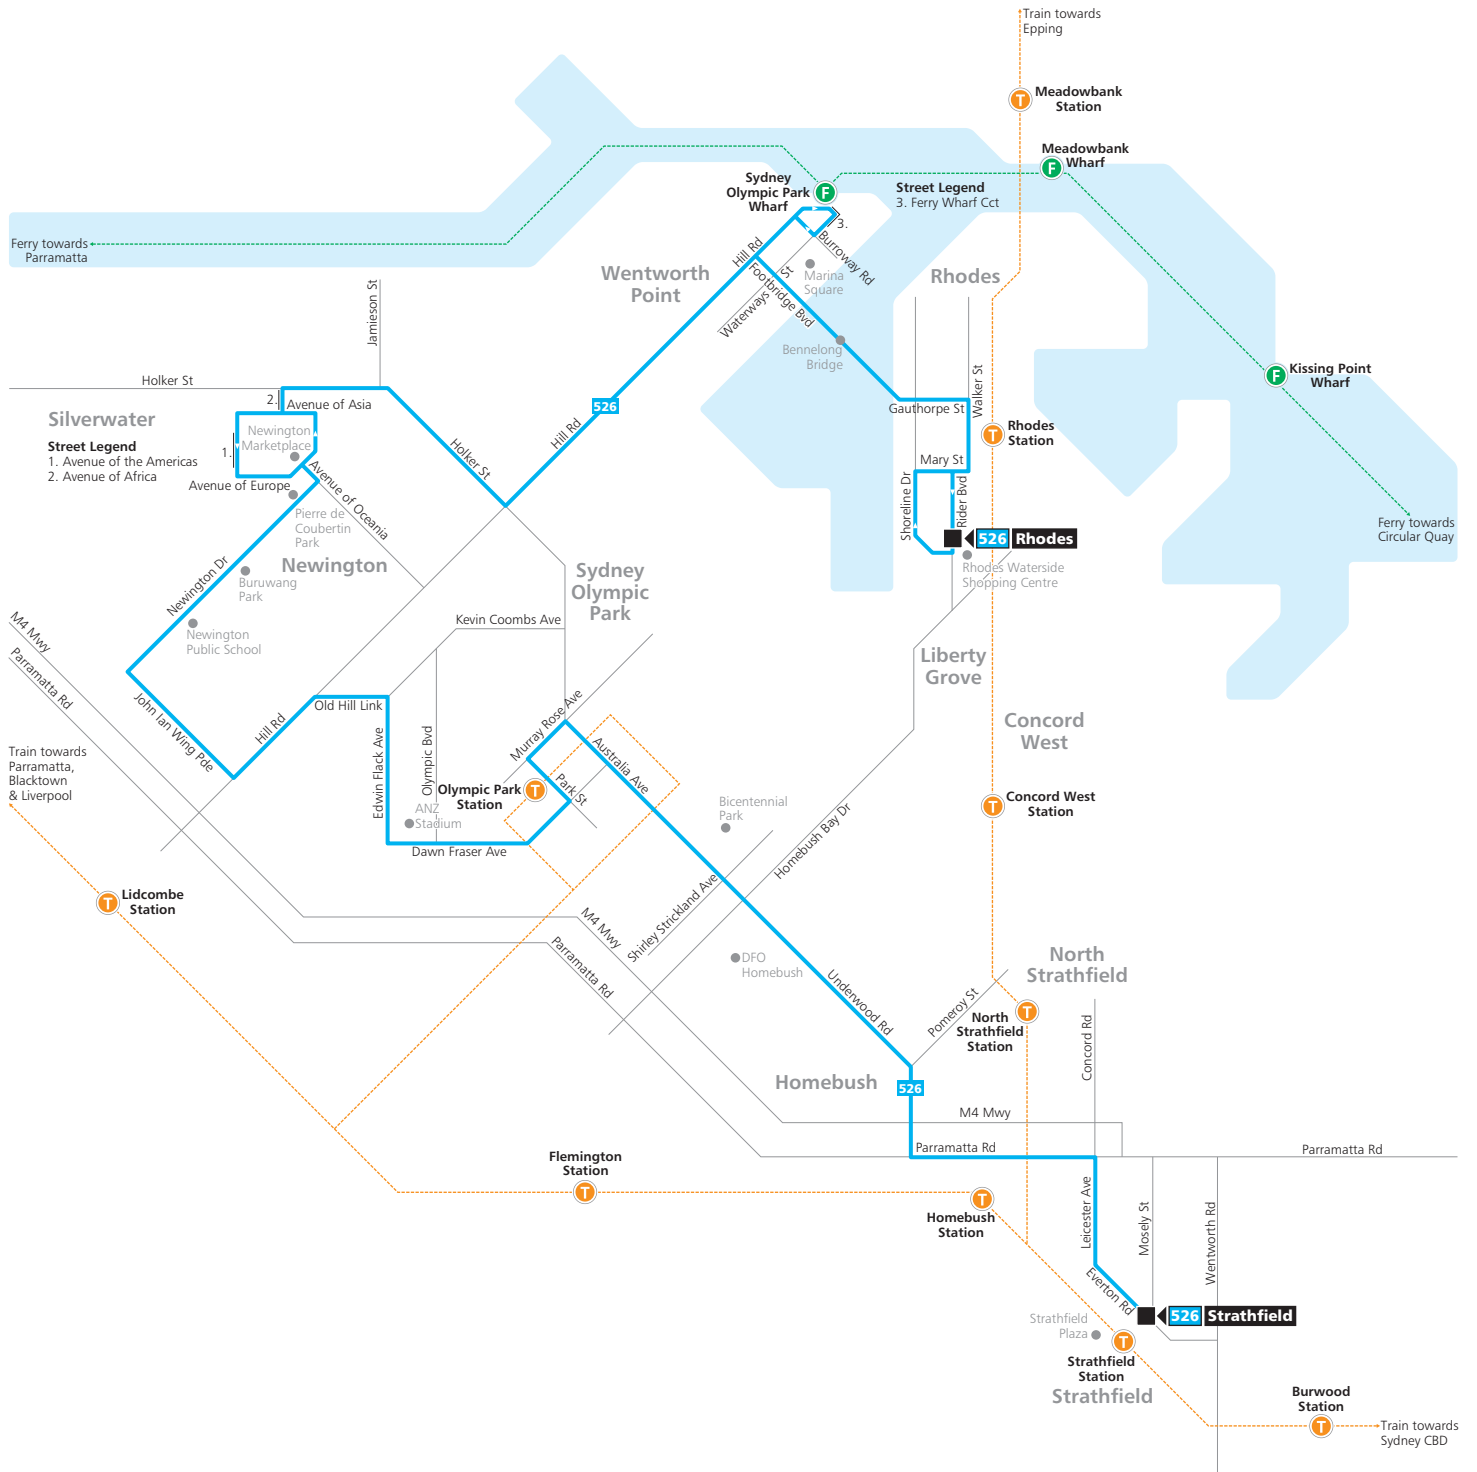 Train towards
Epping
Meadowbank
Station
Meadowbank
Wharf
Sydney
Olympic Park
Wharf
Street Legend
3. Ferry Wharf Cct
3.
Ferry towards
Parramatta
Wentworth
Point
Hill Rd
Burroway Rd
Marina
Square
Waterways St
Footbridge Bvd
Rhodes
Jamieson St
Bennelong
Bridge
Kissing Point
Wharf
Holker St
2.
Avenue of Asia
526
Walker St
Gauthorpe St
Silverwater
Street Legend
1. Avenue of the Americas
2. Avenue of Africa
1.
Newington
Marketplace
Avenue of Europe
Avenue of Oceania
Holker St
Hill Rd
Rhodes
Station
Mary St
Shoreline Dr
Rider Bvd
526 Rhodes
Rhodes Waterside
Shopping Centre
Ferry towards
Circular Quay
Pierre de
Coubertin
Park
Newington
Newington Dr
Buruwang
Park
Sydney
Olympic
Park
Newington
Public School
Kevin Coombs Ave
M4 Mwy
Parramatta Rd
Liberty
Grove
John Ian Wing Pde
Hill Rd
Old Hill Link
Concord
West
Murray Rose Ave
Australia Ave
Edwin Flack Ave
Olympic Bvd
Train towards
Parramatta,
Blacktown
& Liverpool
Olympic Park
Station
Park St
ANZ
Stadium
Dawn Fraser Ave
Bicentennial
Park
Concord West
Station
Homebush Bay Dr
Lidcombe
Station
Shirley Strickland Ave
M4 Mwy
Parramatta Rd
DFO
Homebush
Underwood Rd
North
Strathfield
Pomeroy St
North
Strathfield
Station
Concord Rd
Homebush
526
M4 Mwy
Parramatta Rd
Parramatta Rd
Flemington
Station
Homebush
Station
Leicester Ave
Mosely St
Wentworth Rd
Everton Rd
526 Strathfield
Strathfield
Plaza
Strathfield
Station
Strathfield
Burwood
Station
Train towards
Sydney CBD